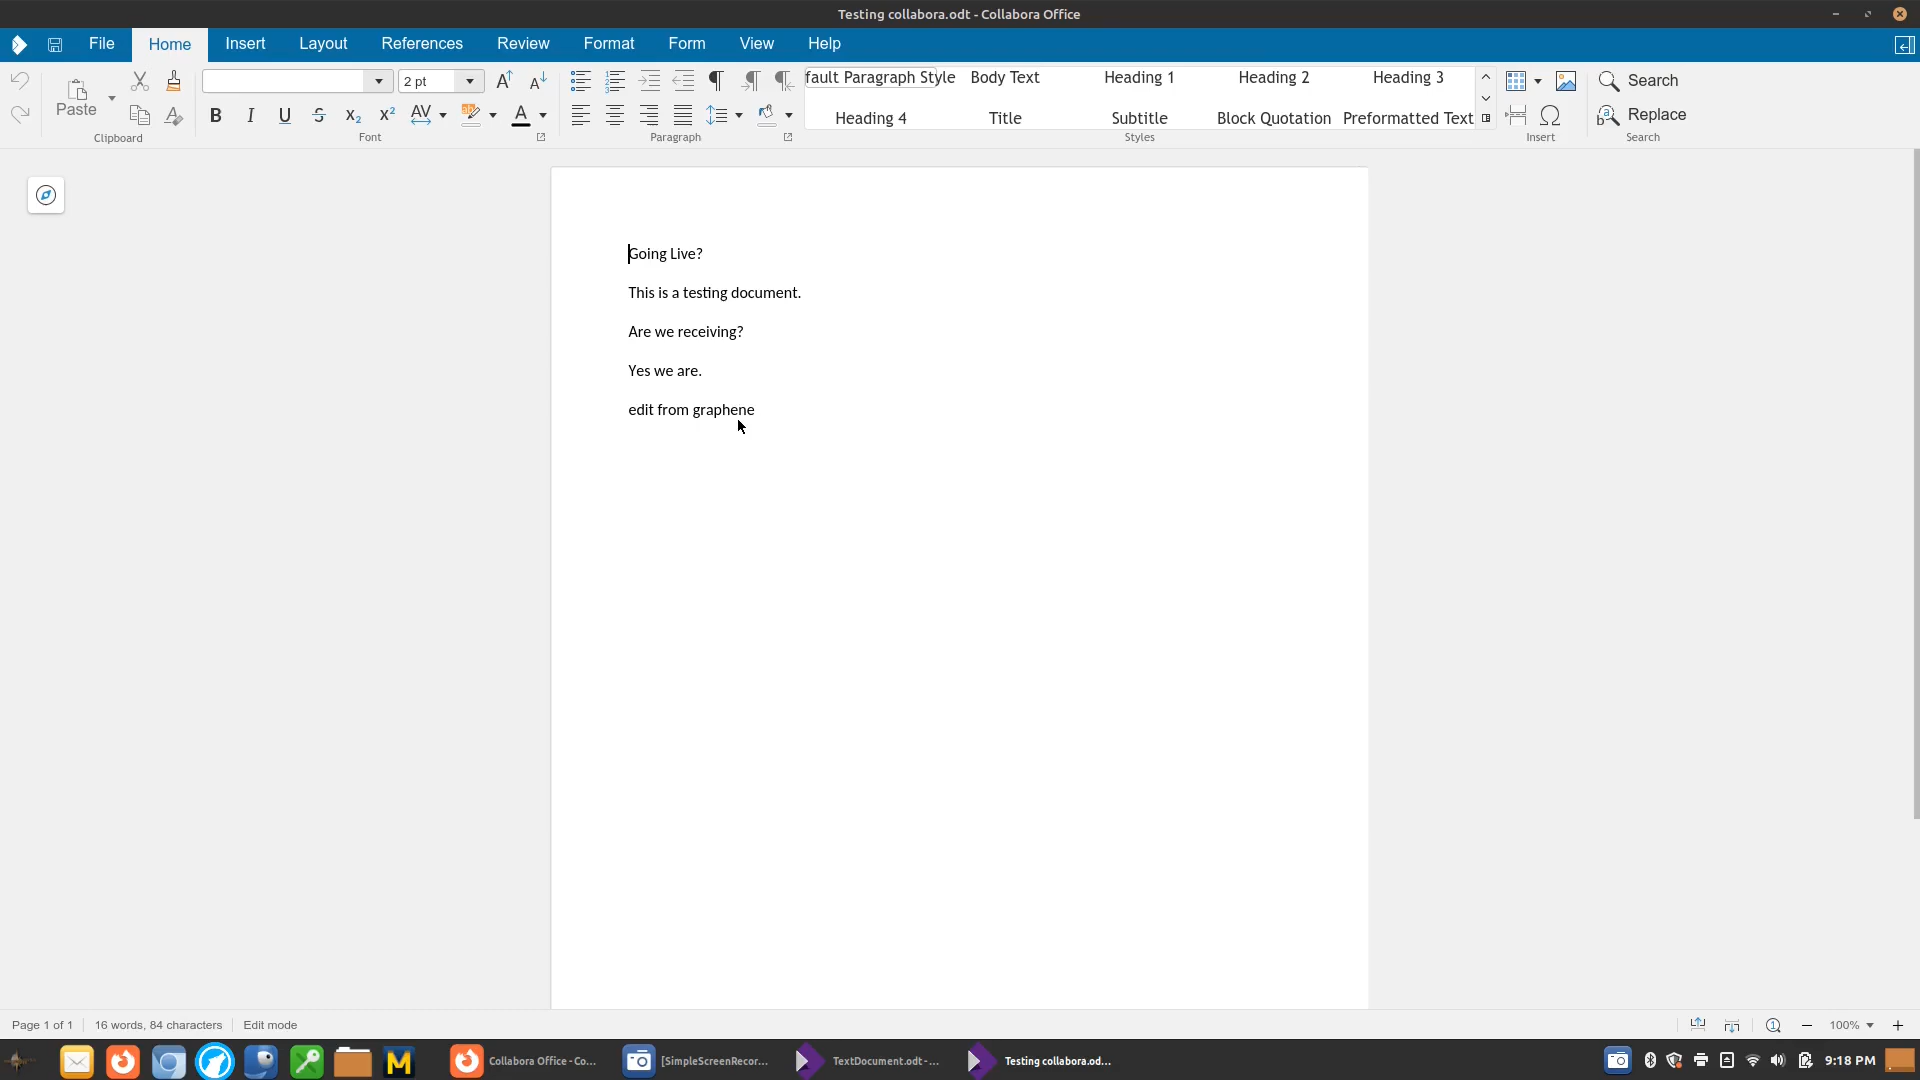 Testing collabora.odt - Collabora Office
File Home Insert Layout References Review Format Form View Help
Paste
Clipboard
2 pt
Font
Paragraph
fault Paragraph Style Body Text Heading 1 Heading 2 Heading 3
Heading 4 Title Subtitle Block Quotation Preformatted Text
Styles
Insert
Search
Replace
Search
Going Live?
This is a testing document.
Are we receiving?
Yes we are.
edit from graphene
Page 1 of 1 16 words, 84 characters Edit mode 100%
Collabora Office - Co... [SimpleScreenRecor... TextDocument.odt - ... Testing collabora.od... 9:18 PM